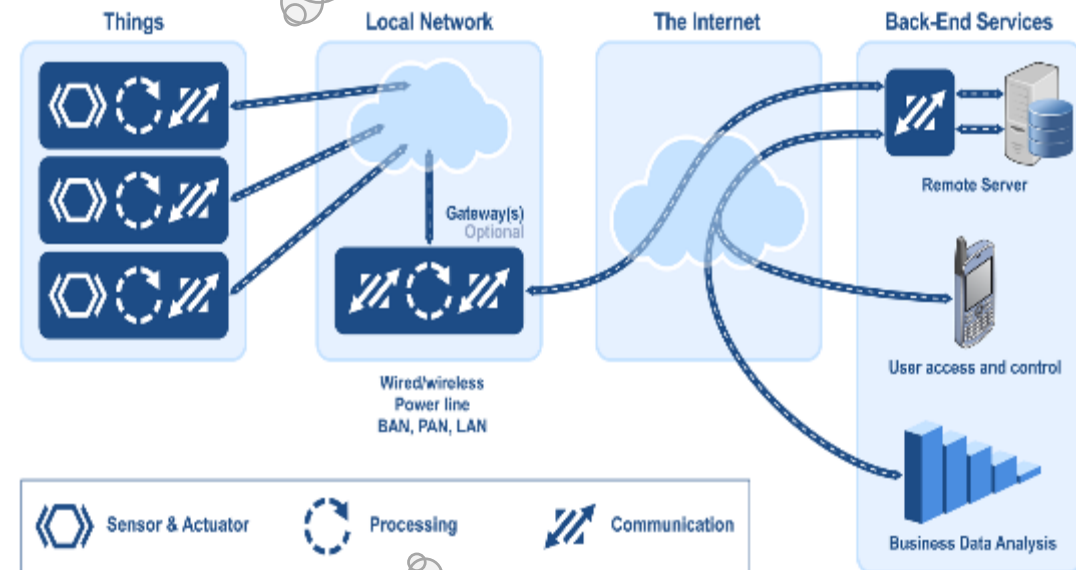 Things
Local Network
The Internet
Back-End Services
Gateway(s)
Optional
Remote Server
Wired/wireless
Power line
BAN, PAN, LAN
User access and control
Business Data Analysis
Sensor & Actuator
Processing
Communication